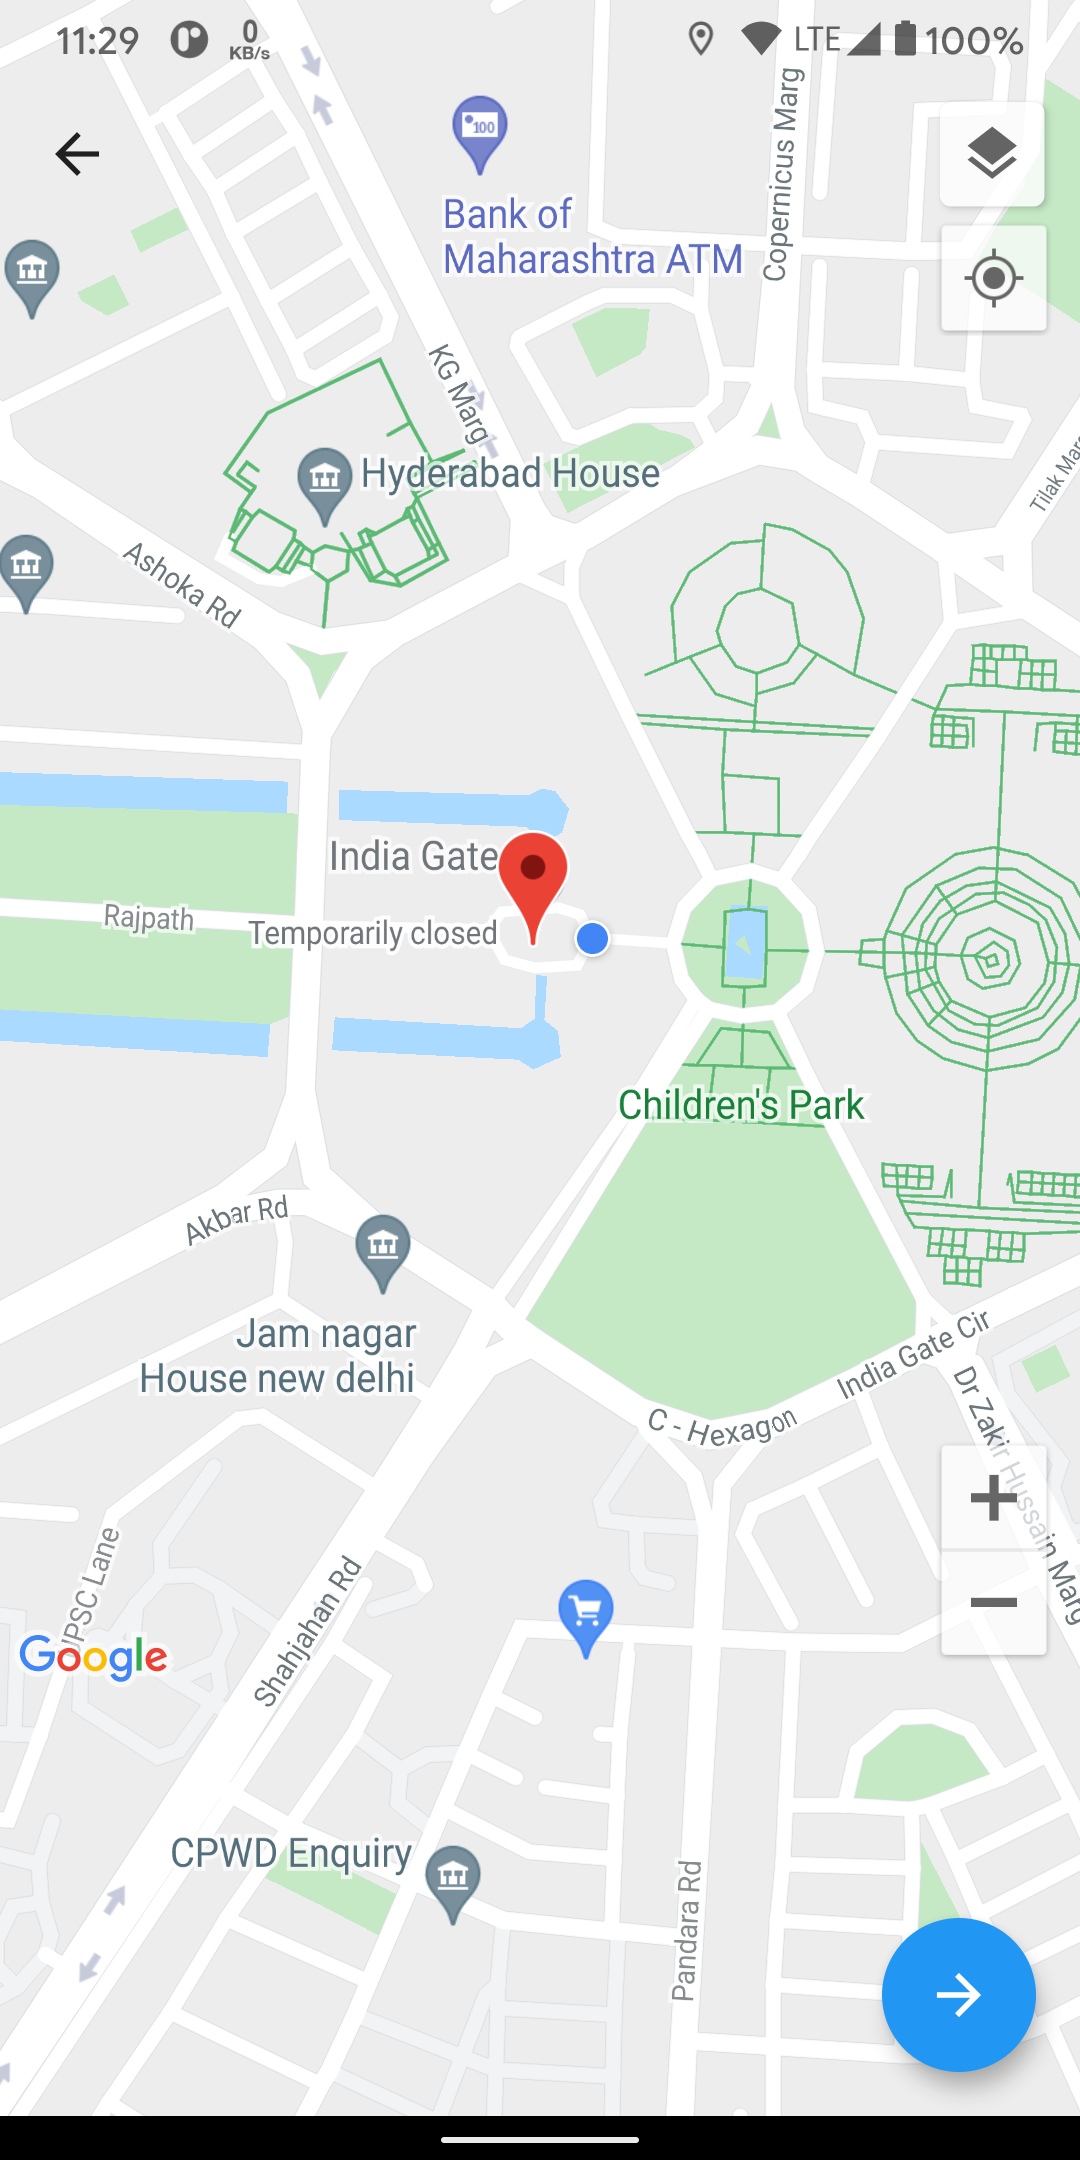 11:29
0
KB/s
LTE
100%
100
Bank of
Maharashtra ATM
Copernicus Marg
KG Marg
Hyderabad House
Tilak Mar
Ashoka Rd
India Gate
Rajpath
Temporarily closed
Children's Park
Akbar Rd
Jam nagar
House new delhi
India Gate Cir
C - Hexagon
Dr Zakir Hussain Marg
UPSC Lane
Shahjahan Rd
Google
CPWD Enquiry
Pandara Rd